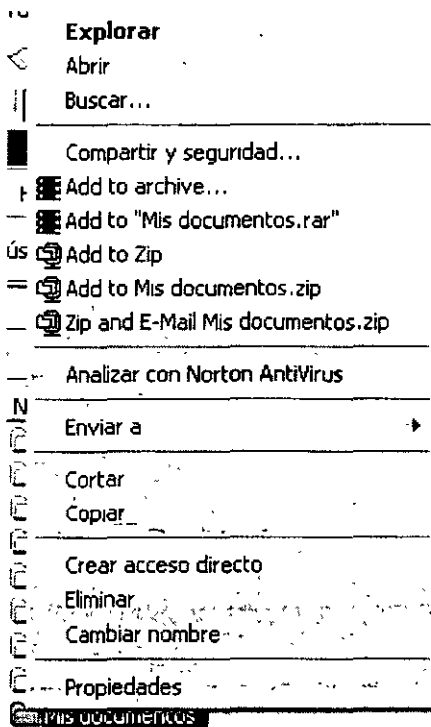 Explorar
Abrir
Buscar...
Compartir y seguridad...
Add to archive...
Add to "Mis documentos.rar"
ús
Add to Zip
Add to Mis documentos.zip
Zip and E-Mail Mis documentos.zip
Analizar con Norton AntiVirus
N
Enviar a
Cortar
Copiar
Crear acceso directo
Eliminar
Cambiar nombre
Propiedades
Mis documentos